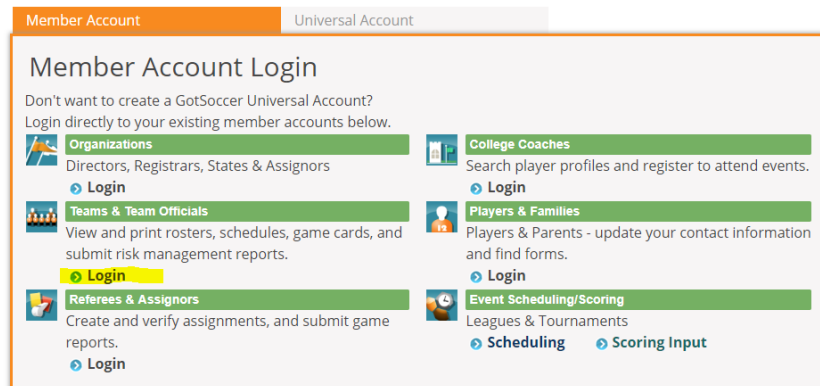 Member Account
Universal Account
Member Account Login
Don't want to create a GotSoccer Universal Account?
Login directly to your existing member accounts below.
Organizations
Directors, Registrars, States & Assignors
Login
Teams & Team Officials
View and print rosters, schedules, game cards, and
submit risk management reports.
Login
Referees & Assignors
Create and verify assignments, and submit game
reports.
Login
College Coaches
Search player profiles and register to attend events.
Login
Players & Families
Players & Parents - update your contact information
and find forms.
Login
Event Scheduling/Scoring
Leagues & Tournaments
Scheduling
Scoring Input